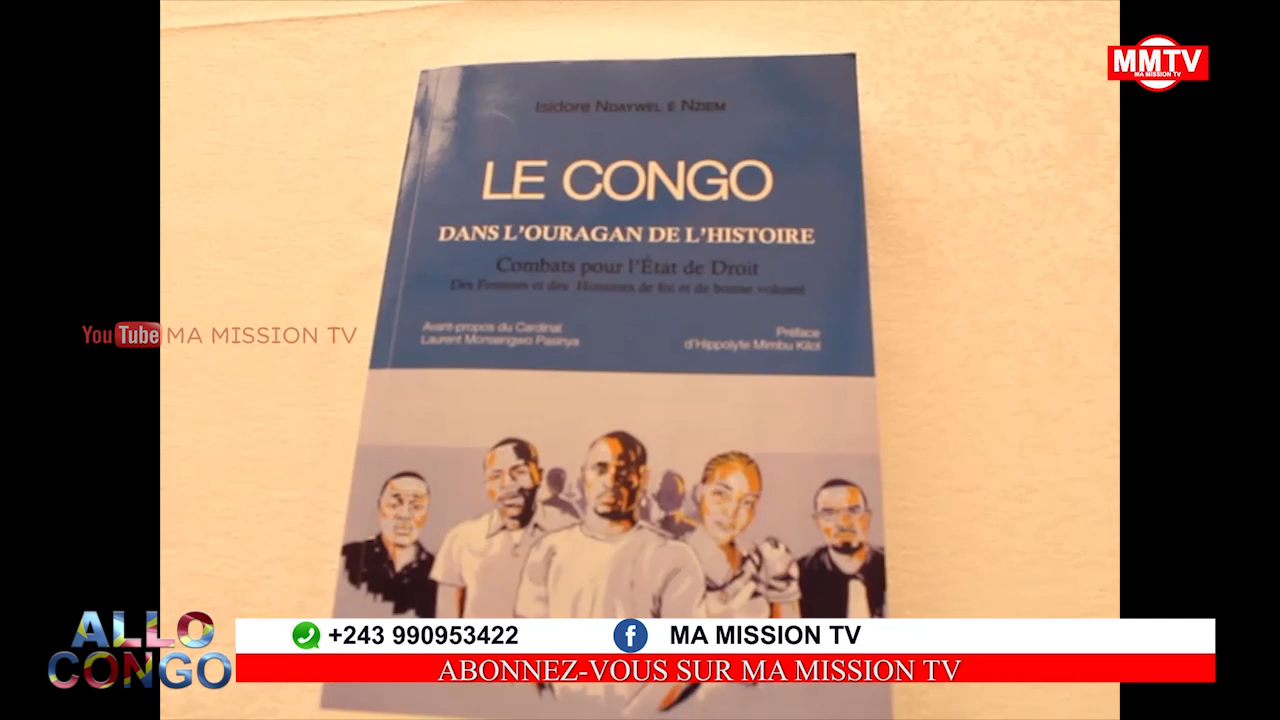 MMTV
MA MISSION TV
Isidore NDAYWEL È NZIEM
LE CONGO
DANS L'OURAGAN DE L'HISTOIRE
Combats pour l'État de Droit
Des Femmes et des Hommes de foi et de bonne volonté
Avant-propos du Cardinal
Laurent Monsengwo Pasinya
Préface
d'Hippolyte Mimbu Kilol
YouTube MA MISSION TV
ALLO
CONGO
+243 990953422
MA MISSION TV
ABONNEZ-VOUS SUR MA MISSION TV